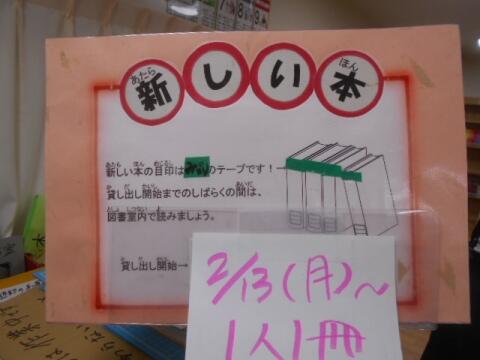 新しい本
新しい本の目印は みどり のテープです！
貸し出し開始までのしばらくの間は、
図書室内で読みましょう。
貸し出し開始→
2/13(月)～
1人1冊